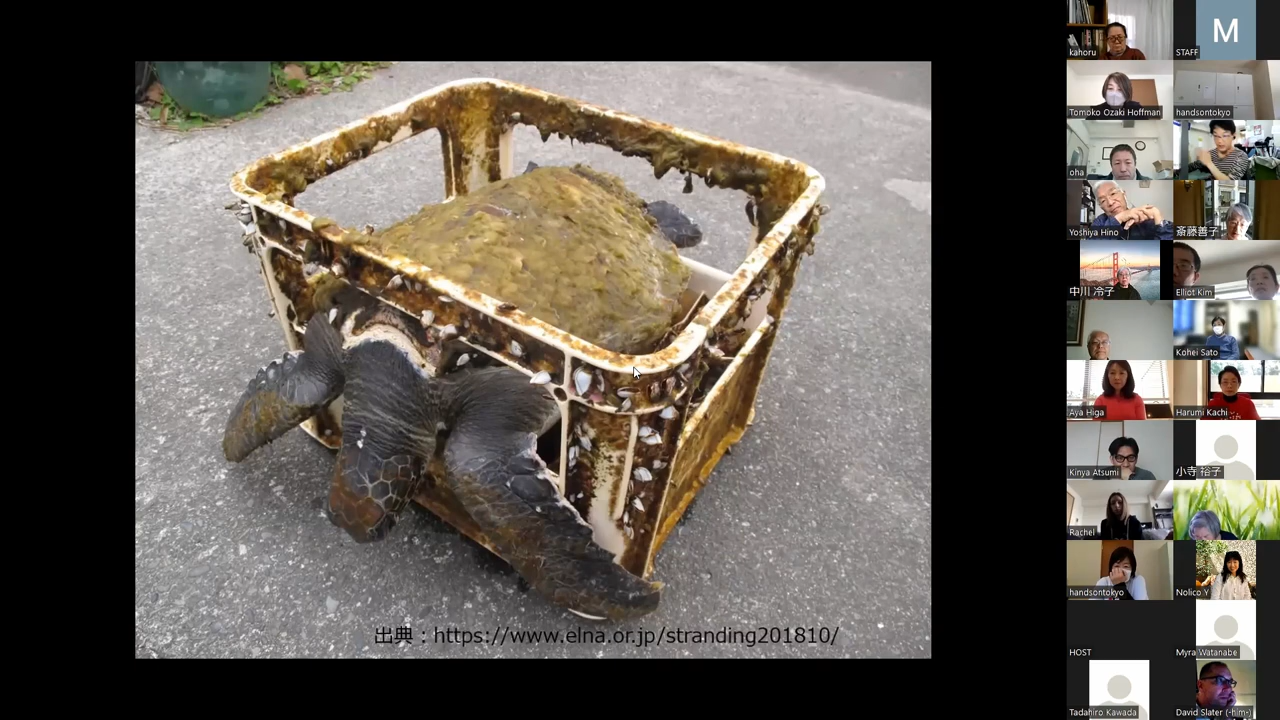 出典：https://www.elna.or.jp/stranding201810/
kahoru
M
STAFF
Tomoko Ozaki Hoffman
handsontokyo
oha
Yoshiya Hino
斎藤善子
中川 冷子
Elliot Kim
Kohei Sato
Aya Higa
Harumi Kachi
Kinya Atsumi
小寺 裕子
Rachel
handsontokyo
Nolico Y
HOST
Myra Watanabe
Tadahiro Kawada
David Slater (-him-)